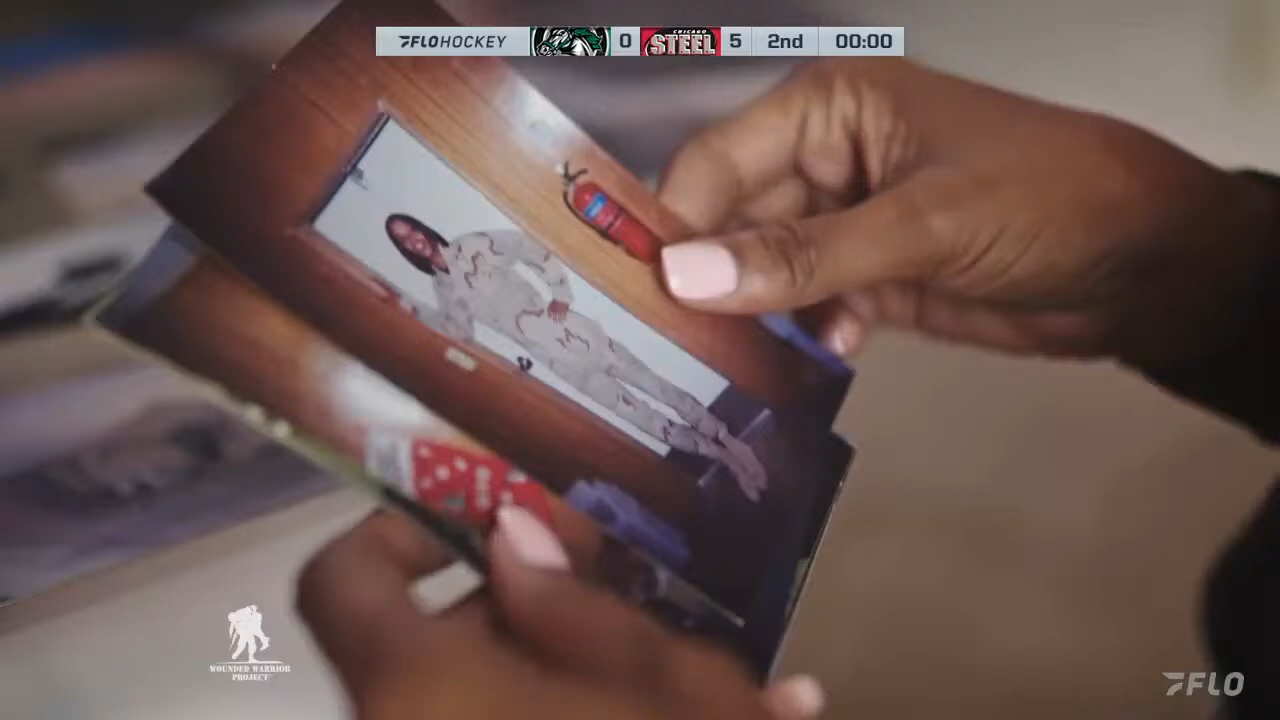 FLOHOCKEY 0 CHICAGO STEEL 5 2nd 00:00
WOUNDED WARRIOR
PROJECT
FLO